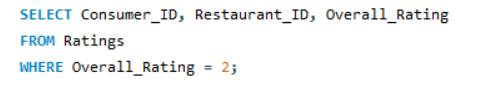 SELECT Consumer_ID, Restaurant_ID, Overall_Rating
FROM Ratings
WHERE Overall_Rating = 2;